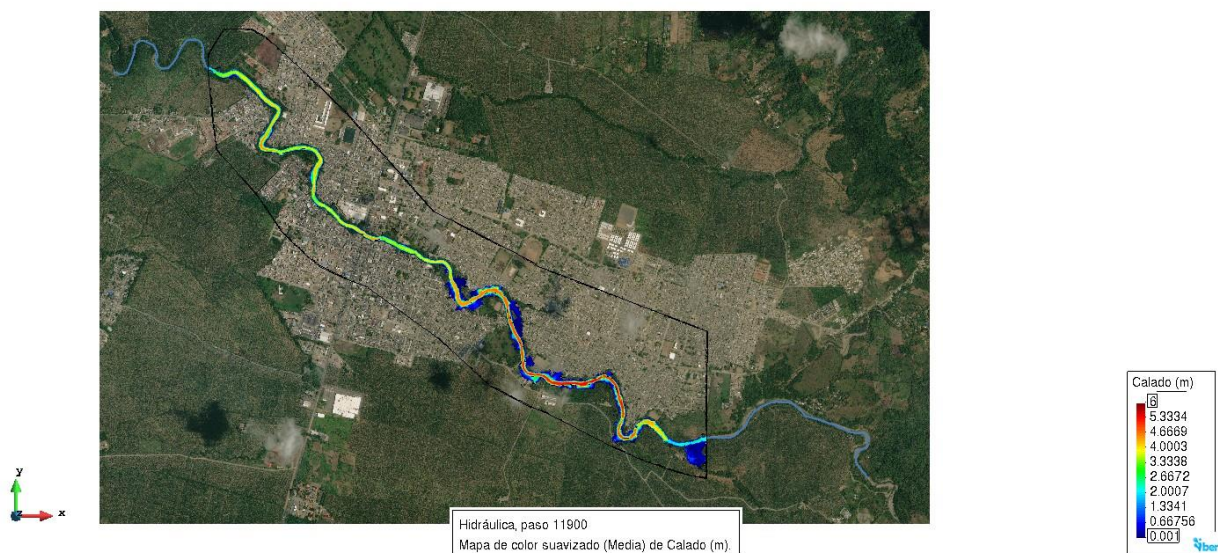 Calado (m)
6
5.3334
4.6669
4.0003
3.3338
2.6672
2.0007
1.3341
0.66756
0.001
y
z
x
Hidráulica, paso 11900
Mapa de color suavizado (Media) de Calado (m).
Iber